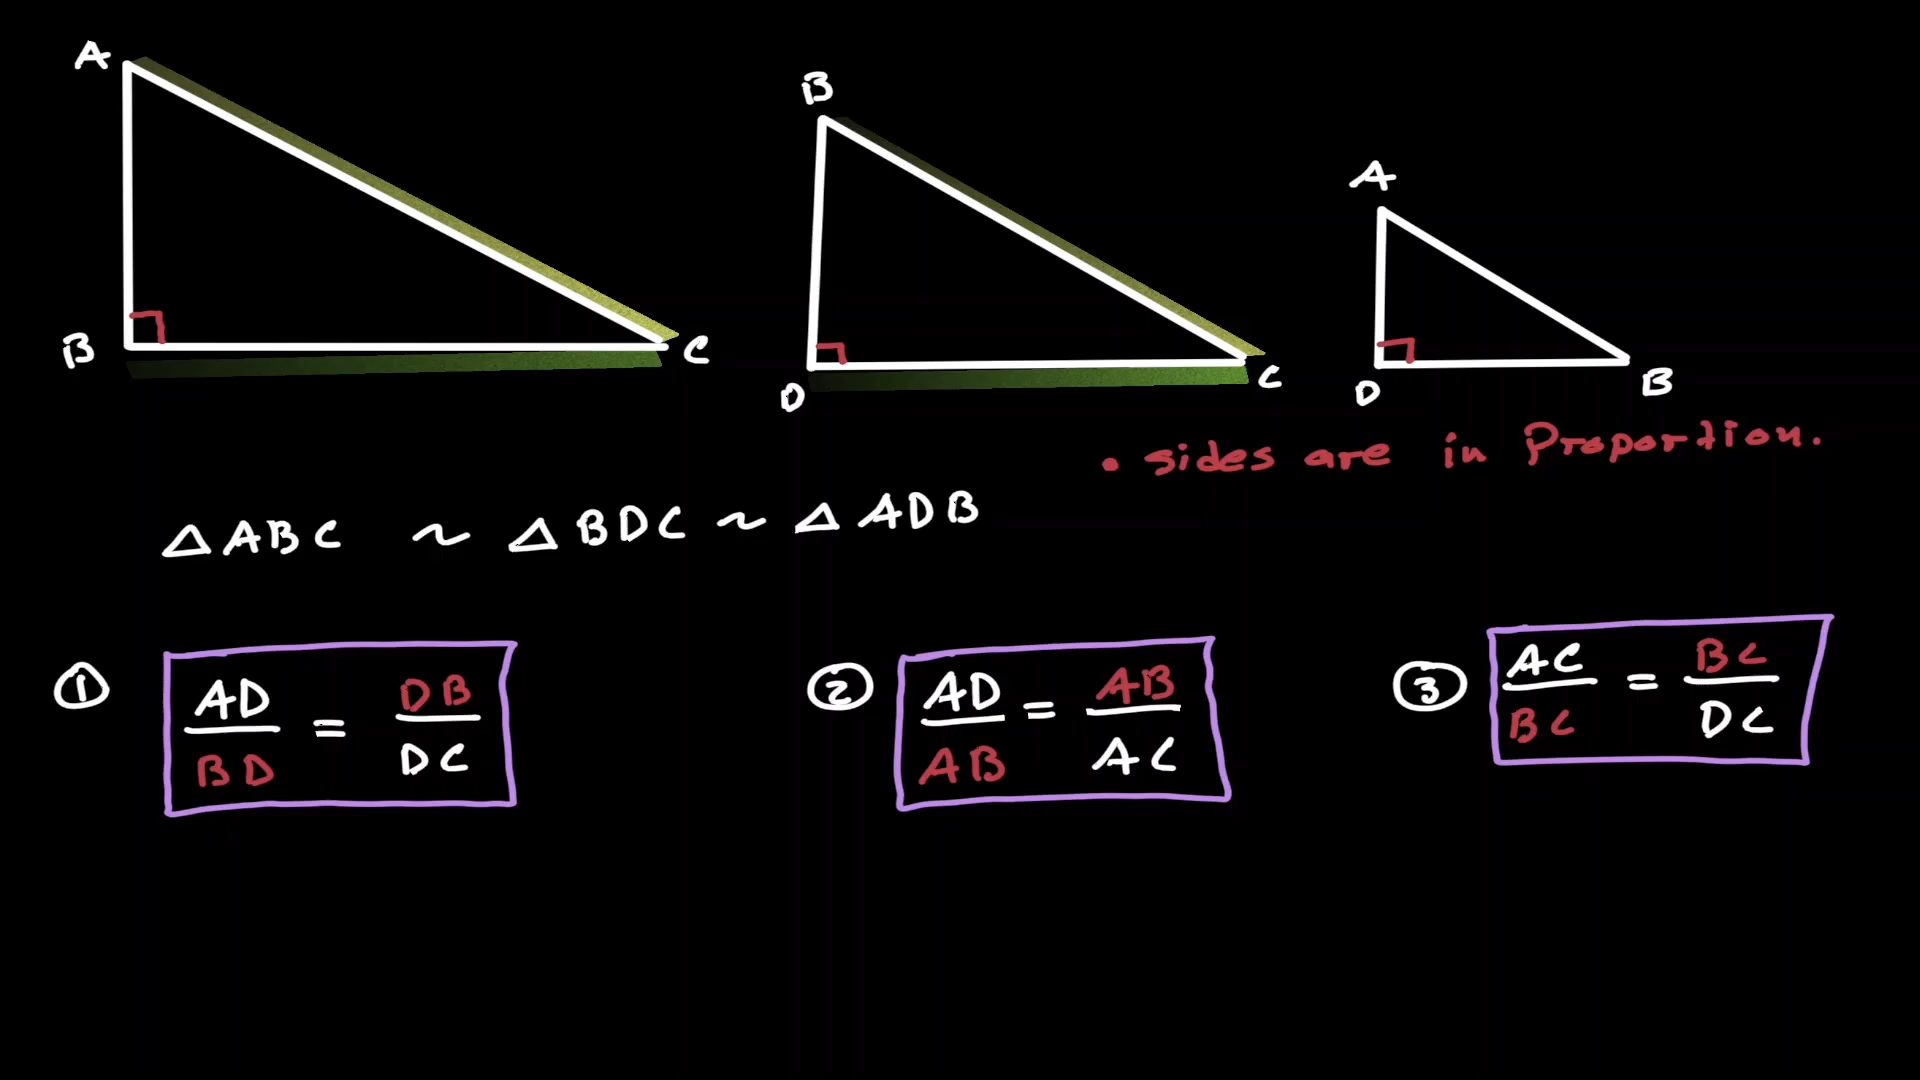 A
B
C
B
D
C
A
D
B
• sides are in Proportion.
△ABC ~ △BDC ~ △ADB
① AD/BD = DB/DC
② AD/AB = AB/AC
③ AC/BC = BC/DC